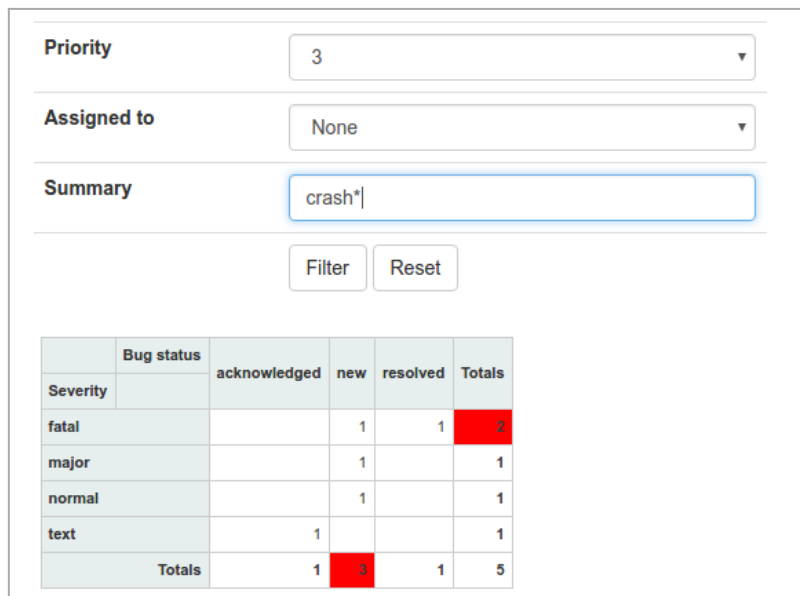 Priority 3
Assigned to None
Summary crash*
Filter Reset
Bug status acknowledged new resolved Totals
Severity
fatal 1 1 2
major 1 1
normal 1 1
text 1 1
Totals 1 3 1 5